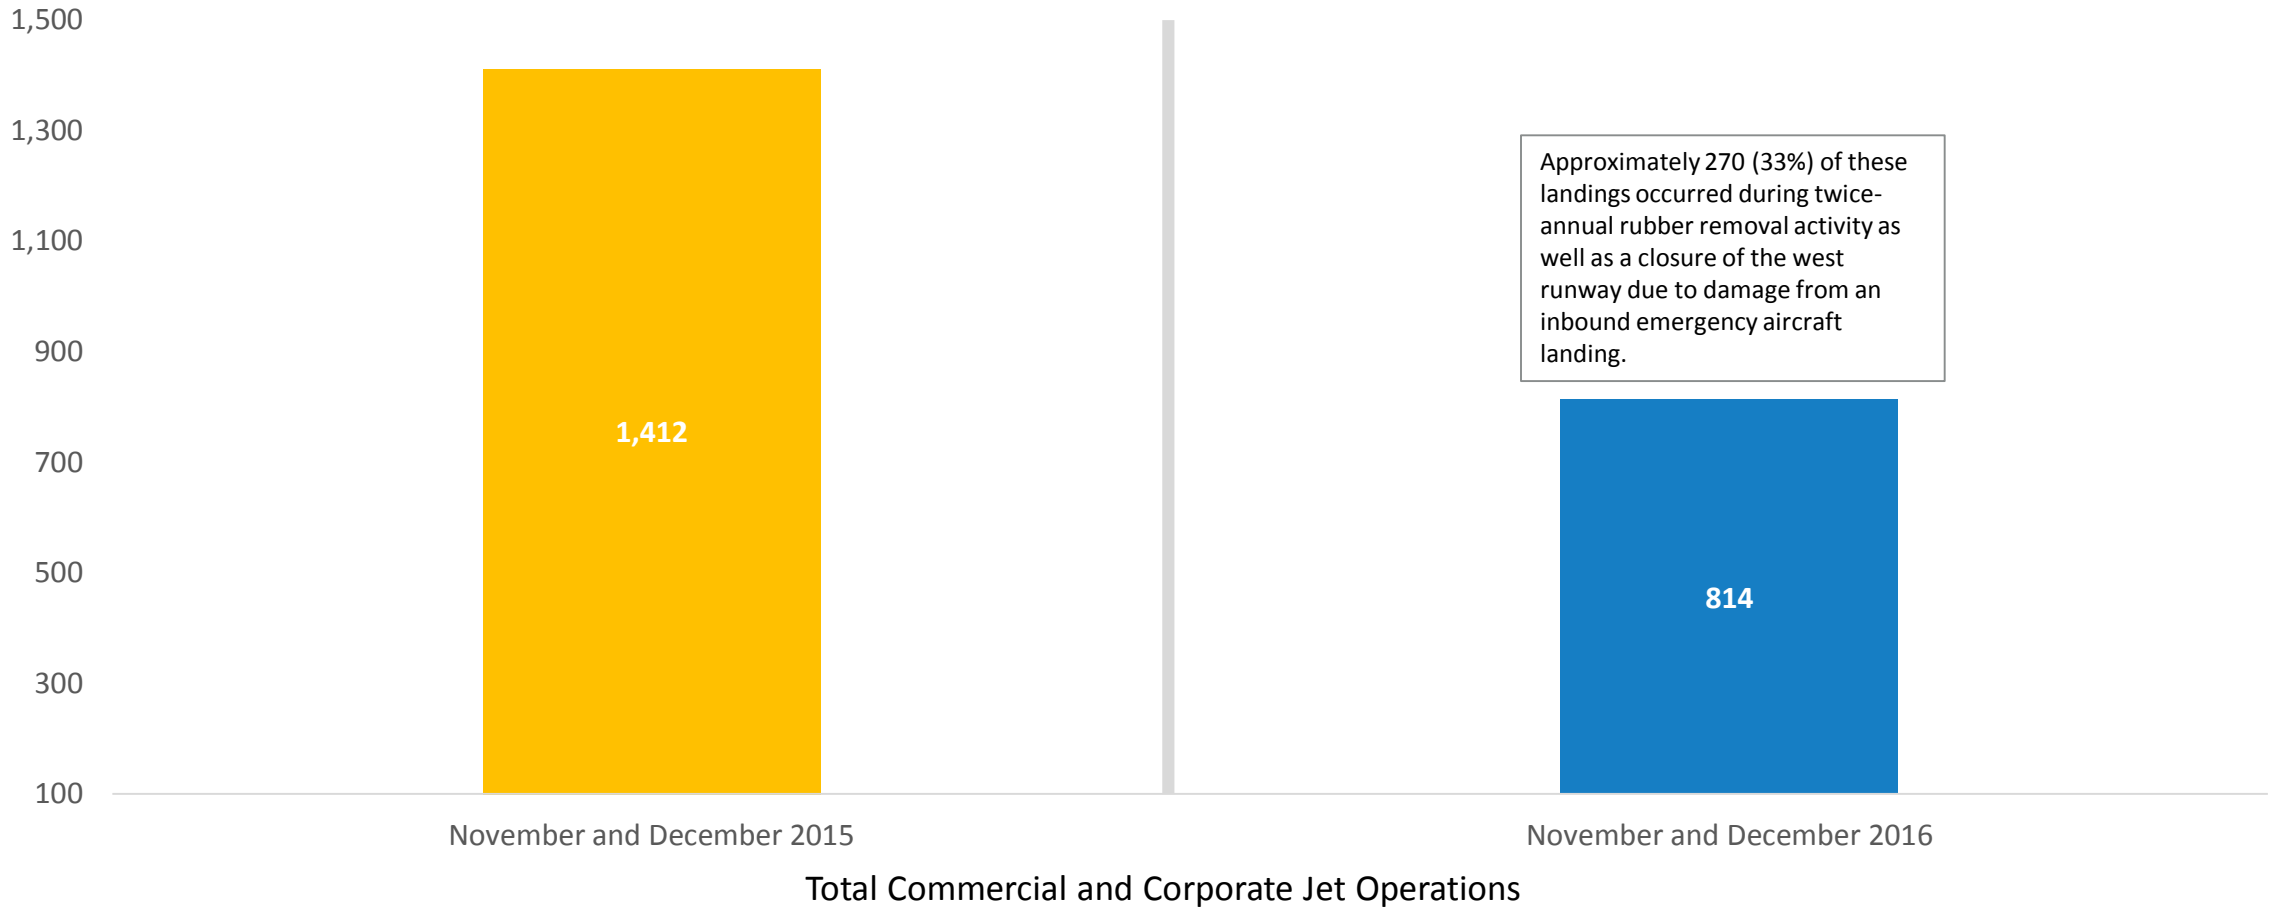 1,500
1,300
1,100
900
700
500
300
100
1,412
Approximately 270 (33%) of these
landings occurred during twice-
annual rubber removal activity as
well as a closure of the west
runway due to damage from an
inbound emergency aircraft
landing.
814
November and December 2015
November and December 2016
Total Commercial and Corporate Jet Operations